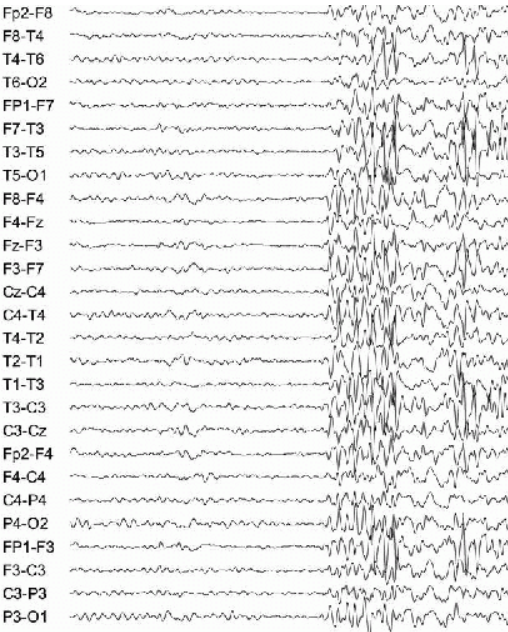 Fp2-F8
F8-T4
T4-T6
T6-O2
FP1-F7
F7-T3
T3-T5
T5-O1
F8-F4
F4-Fz
Fz-F3
F3-F7
Cz-C4
C4-T4
T4-T2
T2-T1
T1-T3
T3-C3
C3-Cz
Fp2-F4
F4-C4
C4-P4
P4-O2
FP1-F3
F3-C3
C3-P3
P3-O1